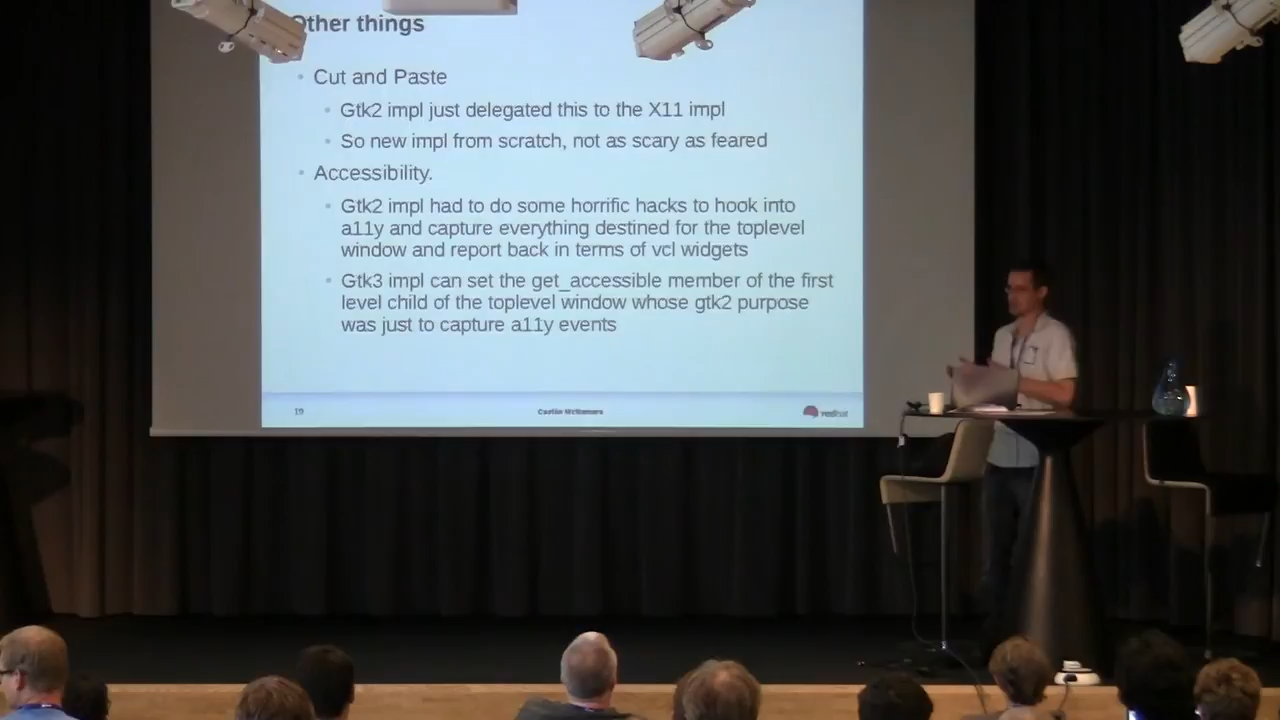 Other things
Cut and Paste
Gtk2 impl just delegated this to the X11 impl
So new impl from scratch, not as scary as feared
Accessibility.
Gtk2 impl had to do some horrific hacks to hook into
a11y and capture everything destined for the toplevel
window and report back in terms of vcl widgets
Gtk3 impl can set the get_accessible member of the first
level child of the toplevel window whose gtk2 purpose
was just to capture a11y events
19
Caolán McNamara
redhat